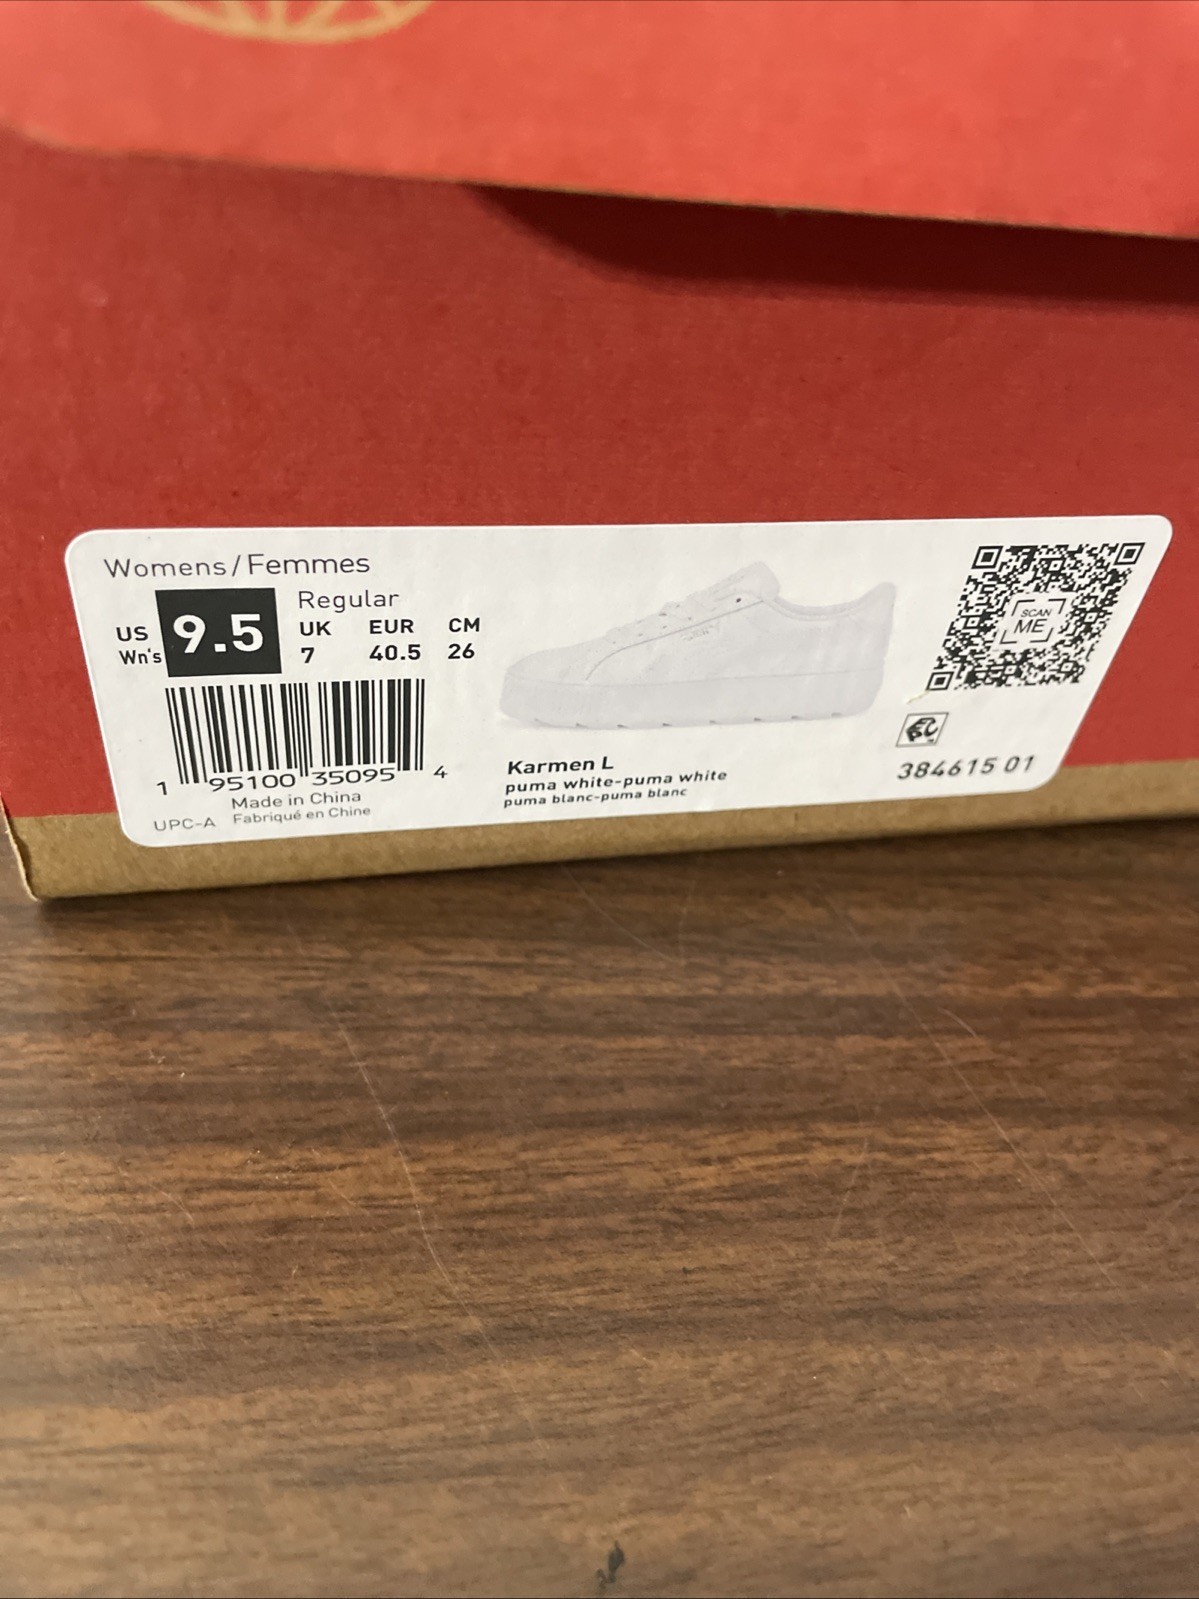 Womens/Femmes
US
Wn's
9.5
Regular
UK EUR CM
7 40.5 26
1 95100 35095 4
Made in China
UPC-A Fabriqué en Chine
Karmen L
puma white-puma white
puma blanc-puma blanc
SCAN
ME
384615 01